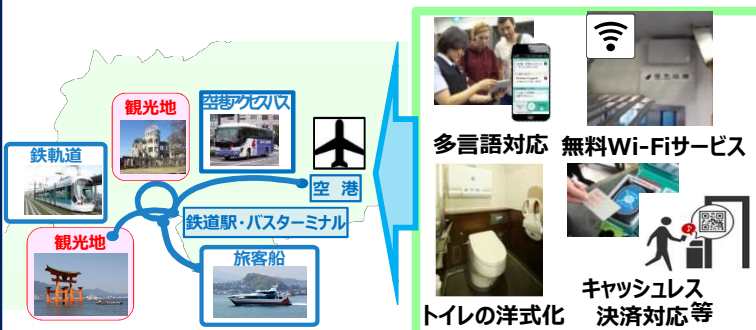 観光地
空港アクセスバス
鉄軌道
空 港
鉄道駅・バスターミナル
観光地
旅客船
多言語対応
無料Wi-Fiサービス
トイレの洋式化
キャッシュレス
決済対応等